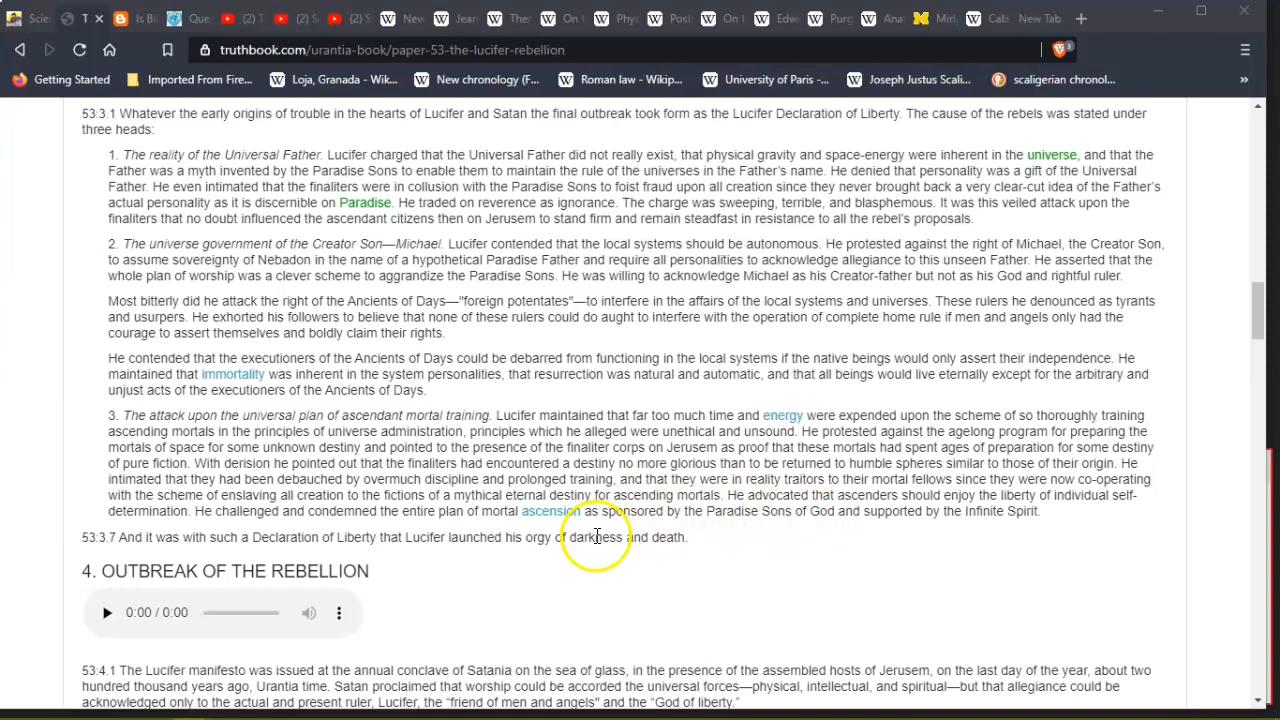 T
Scie
Is B
Que
(2) T
(2) S
(2) S
New
Jean
Ther
On (
Phys
Post
On t
Edw
Purg
Anat
Mirl
Cate
New Tab
truthbook.com/urantia-book/paper-53-the-lucifer-rebellion
3
Getting Started
Imported From Fire...
Loja, Granada - Wik...
New chronology (F...
Roman law - Wikip...
University of Paris -...
Joseph Justus Scali...
scaligerian chronol...
53:3.1 Whatever the early origins of trouble in the hearts of Lucifer and Satan the final outbreak took form as the Lucifer Declaration of Liberty. The cause of the rebels was stated under
three heads:
1. The reality of the Universal Father. Lucifer charged that the Universal Father did not really exist, that physical gravity and space-energy were inherent in the universe, and that the
Father was a myth invented by the Paradise Sons to enable them to maintain the rule of the universes in the Father's name. He denied that personality was a gift of the Universal
Father. He even intimated that the finaliters were in collusion with the Paradise Sons to foist fraud upon all creation since they never brought back a very clear-cut idea of the Father's
actual personality as it is discernible on Paradise. He traded on reverence as ignorance. The charge was sweeping, terrible, and blasphemous. It was this veiled attack upon the
finaliters that no doubt influenced the ascendant citizens then on Jerusem to stand firm and remain steadfast in resistance to all the rebel's proposals.
2. The universe government of the Creator Son—Michael. Lucifer contended that the local systems should be autonomous. He protested against the right of Michael, the Creator Son,
to assume sovereignty of Nebadon in the name of a hypothetical Paradise Father and require all personalities to acknowledge allegiance to this unseen Father. He asserted that the
whole plan of worship was a clever scheme to aggrandize the Paradise Sons. He was willing to acknowledge Michael as his Creator-father but not as his God and rightful ruler.
Most bitterly did he attack the right of the Ancients of Days—"foreign potentates"—to interfere in the affairs of the local systems and universes. These rulers he denounced as tyrants
and usurpers. He exhorted his followers to believe that none of these rulers could do aught to interfere with the operation of complete home rule if men and angels only had the
courage to assert themselves and boldly claim their rights.
He contended that the executioners of the Ancients of Days could be debarred from functioning in the local systems if the native beings would only assert their independence. He
maintained that immortality was inherent in the system personalities, that resurrection was natural and automatic, and that all beings would live eternally except for the arbitrary and
unjust acts of the executioners of the Ancients of Days.
3. The attack upon the universal plan of ascendant mortal training. Lucifer maintained that far too much time and energy were expended upon the scheme of so thoroughly training
ascending mortals in the principles of universe administration, principles which he alleged were unethical and unsound. He protested against the agelong program for preparing the
mortals of space for some unknown destiny and pointed to the presence of the finaliter corps on Jerusem as proof that these mortals had spent ages of preparation for some destiny
of pure fiction. With derision he pointed out that the finaliters had encountered a destiny no more glorious than to be returned to humble spheres similar to those of their origin. He
intimated that they had been debauched by overmuch discipline and prolonged training, and that they were in reality traitors to their mortal fellows since they were now co-operating
with the scheme of enslaving all creation to the fictions of a mythical eternal destiny for ascending mortals. He advocated that ascenders should enjoy the liberty of individual self-
determination. He challenged and condemned the entire plan of mortal ascension as sponsored by the Paradise Sons of God and supported by the Infinite Spirit.
53:3.7 And it was with such a Declaration of Liberty that Lucifer launched his orgy of darkness and death.
4. OUTBREAK OF THE REBELLION
0:00 / 0:00
53:4.1 The Lucifer manifesto was issued at the annual conclave of Satania on the sea of glass, in the presence of the assembled hosts of Jerusem, on the last day of the year, about two
hundred thousand years ago, Urantia time. Satan proclaimed that worship could be accorded the universal forces—physical, intellectual, and spiritual—but that allegiance could be
acknowledged only to the actual and present ruler, Lucifer, the "friend of men and angels" and the "God of liberty."